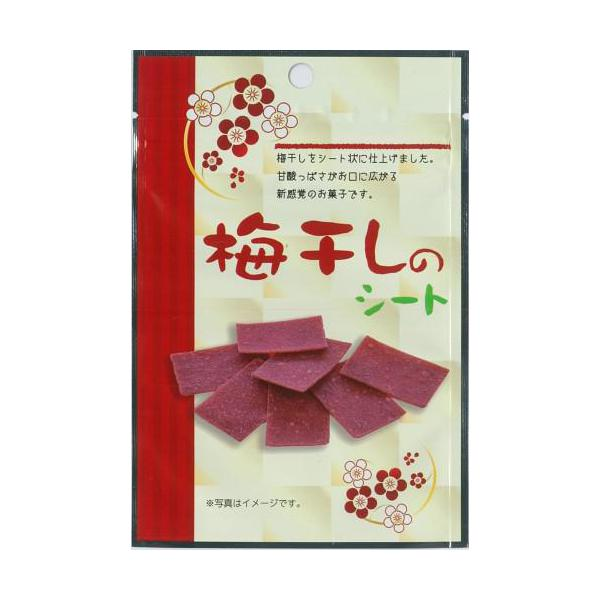 梅干しをシート状に仕上げました。
甘酸っぱさがお口に広がる
新感覚のお菓子です。
梅干しの
シート
※写真はイメージです。